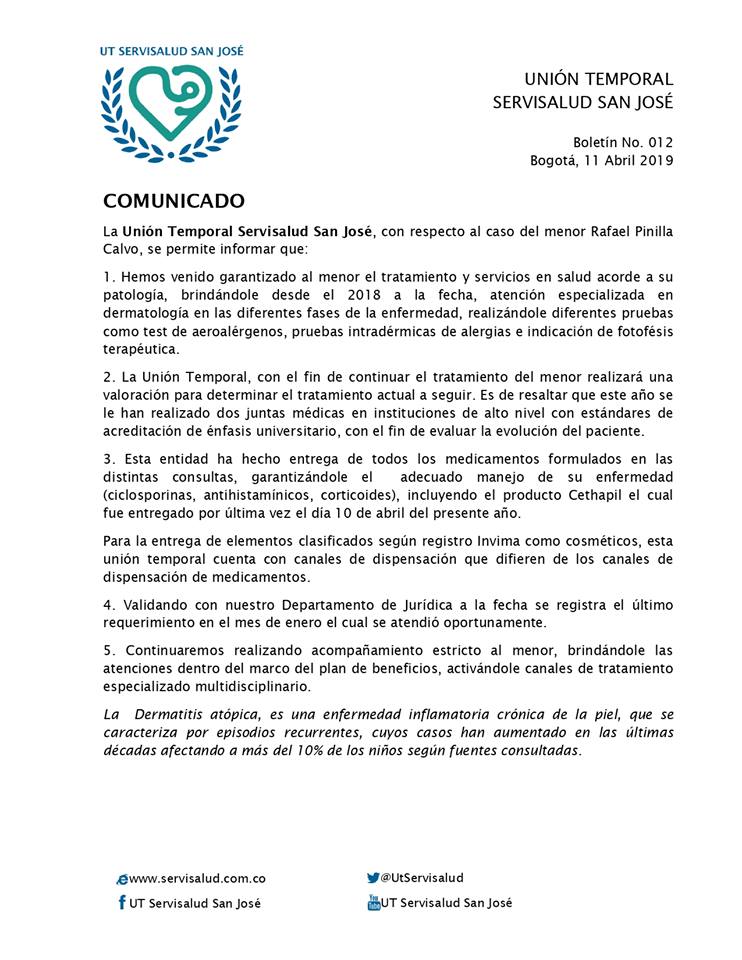 UT SERVISALUD SAN JOSÉ
UNIÓN TEMPORAL
SERVISALUD SAN JOSÉ
Boletín No. 012
Bogotá, 11 Abril 2019
COMUNICADO
La Unión Temporal Servisalud San José, con respecto al caso del menor Rafael Pinilla
Calvo, se permite informar que:
1. Hemos venido garantizado al menor el tratamiento y servicios en salud acorde a su
patología, brindándole desde el 2018 a la fecha, atención especializada en
dermatología en las diferentes fases de la enfermedad, realizándole diferentes pruebas
como test de aeroalérgenos, pruebas intradérmicas de alergias e indicación de fotofésis
terapéutica.
2. La Unión Temporal, con el fin de continuar el tratamiento del menor realizará una
valoración para determinar el tratamiento actual a seguir. Es de resaltar que este año se
le han realizado dos juntas médicas en instituciones de alto nivel con estándares de
acreditación de énfasis universitario, con el fin de evaluar la evolución del paciente.
3. Esta entidad ha hecho entrega de todos los medicamentos formulados en las
distintas consultas, garantizándole el adecuado manejo de su enfermedad
(ciclosporinas, antihistamínicos, corticoides), incluyendo el producto Cethapil el cual
fue entregado por última vez el día 10 de abril del presente año.
Para la entrega de elementos clasificados según registro Invima como cosméticos, esta
unión temporal cuenta con canales de dispensación que difieren de los canales de
dispensación de medicamentos.
4. Validando con nuestro Departamento de Jurídica a la fecha se registra el último
requerimiento en el mes de enero el cual se atendió oportunamente.
5. Continuaremos realizando acompañamiento estricto al menor, brindándole las
atenciones dentro del marco del plan de beneficios, activándole canales de tratamiento
especializado multidisciplinario.
La Dermatitis atópica, es una enfermedad inflamatoria crónica de la piel, que se
caracteriza por episodios recurrentes, cuyos casos han aumentado en las últimas
décadas afectando a más del 10% de los niños según fuentes consultadas.
www.servisalud.com.co
@UtServisalud
UT Servisalud San José
You Tube UT Servisalud San José